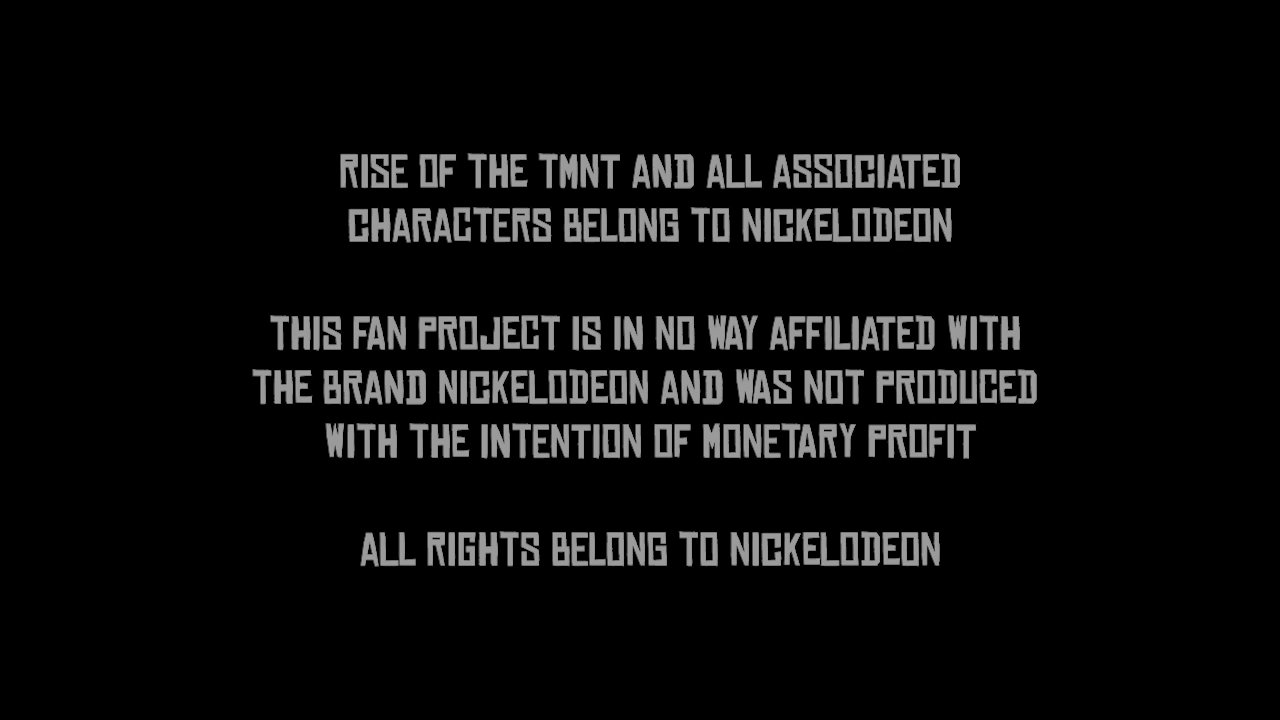 RISE OF THE TMNT AND ALL ASSOCIATED
CHARACTERS BELONG TO NICKELODEON
THIS FAN PROJECT IS IN NO WAY AFFILIATED WITH
THE BRAND NICKELODEON AND WAS NOT PRODUCED
WITH THE INTENTION OF MONETARY PROFIT
ALL RIGHTS BELONG TO NICKELODEON